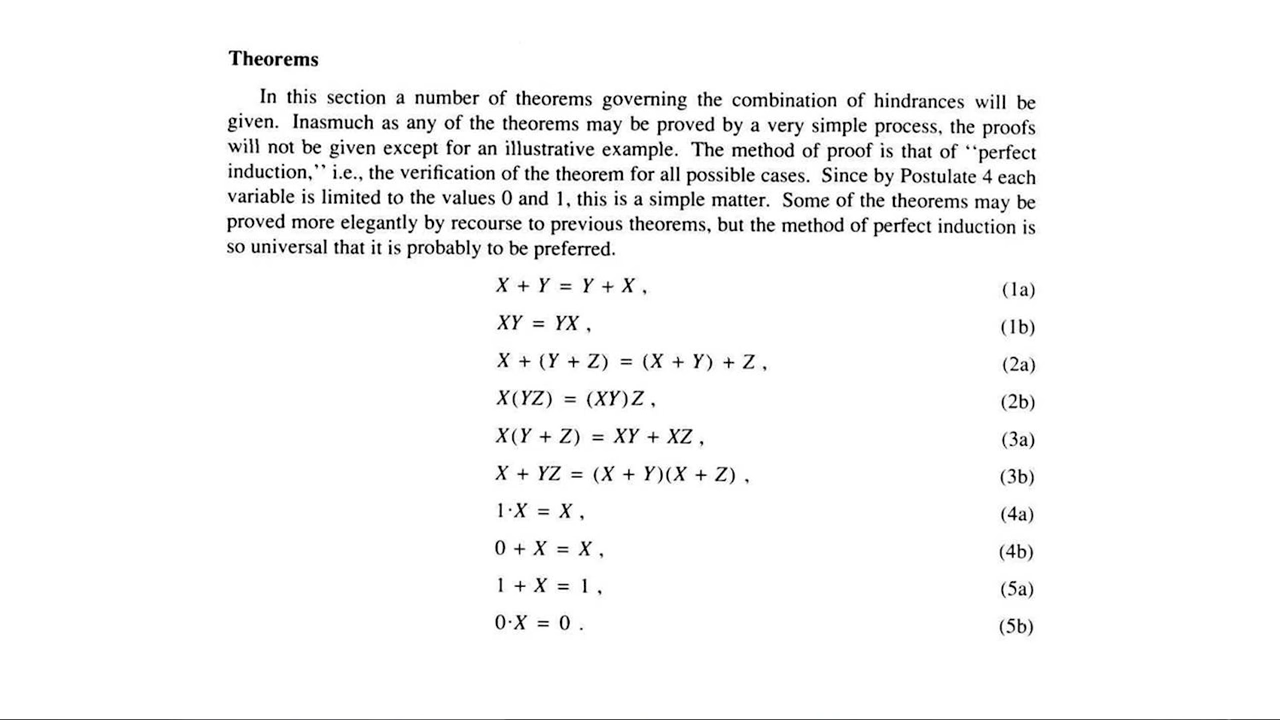 Theorems
In this section a number of theorems governing the combination of hindrances will be
given. Inasmuch as any of the theorems may be proved by a very simple process, the proofs
will not be given except for an illustrative example. The method of proof is that of ‘‘perfect
induction,’’ i.e., the verification of the theorem for all possible cases. Since by Postulate 4 each
variable is limited to the values 0 and 1, this is a simple matter. Some of the theorems may be
proved more elegantly by recourse to previous theorems, but the method of perfect induction is
so universal that it is probably to be preferred.
X + Y = Y + X , (1a)
XY = YX , (1b)
X + (Y + Z) = (X + Y) + Z , (2a)
X(YZ) = (XY)Z , (2b)
X(Y + Z) = XY + XZ , (3a)
X + YZ = (X + Y)(X + Z) , (3b)
1·X = X , (4a)
0 + X = X , (4b)
1 + X = 1 , (5a)
0·X = 0 . (5b)